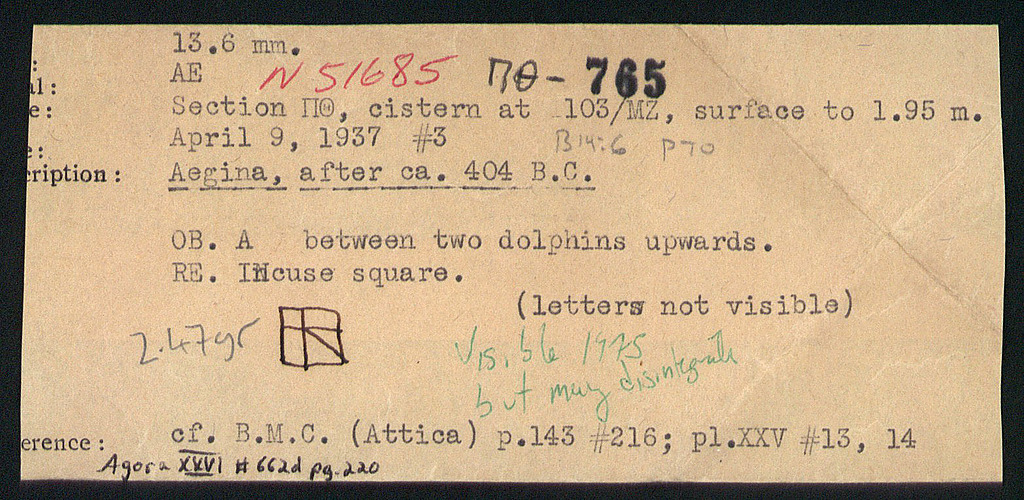 13.6 mm.
:
al: AE N 51685 ΠΘ - 765
e: Section ΠΘ, cistern at 103/MZ, surface to 1.95 m.
e: April 9, 1937 #3 B14:6 P70
cription: Aegina, after ca. 404 B.C.
OB. A between two dolphins upwards.
RE. INcuse square.
(letters not visible)
2.47gr Visible 1975
but may disintegrate
erence: cf. B.M.C. (Attica) p.143 #216; pl.XXV #13, 14
Agora XXVI #662d pg. 220